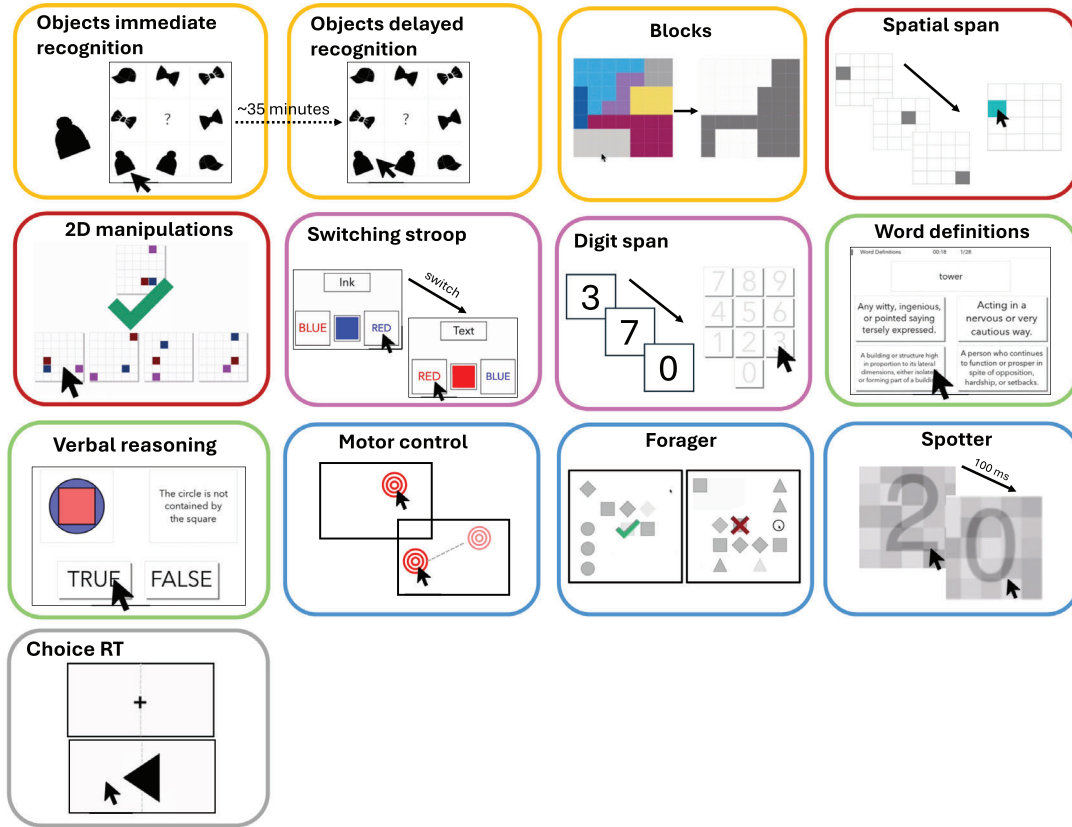 Objects immediate
recognition
?
~35 minutes
Objects delayed
recognition
?
Blocks
Spatial span
2D manipulations
Switching stroop
Ink
BLUE
RED
switch
Text
RED
BLUE
Digit span
3
7
0
7 8 9
4 5 6
1 2 3
0
Word definitions
Word Definitions 00:18 1/28
tower
Any witty, ingenious,
or pointed saying
tersely expressed.
Acting in a
nervous or very
cautious way.
A building or structure high
in proportion to its lateral
dimensions, either isolated
or forming part of a building.
A person who continues
to function or prosper in
spite of opposition,
hardship, or setbacks.
Verbal reasoning
The circle is not
contained by
the square
TRUE
FALSE
Motor control
Forager
Spotter
2
100 ms
0
Choice RT
+